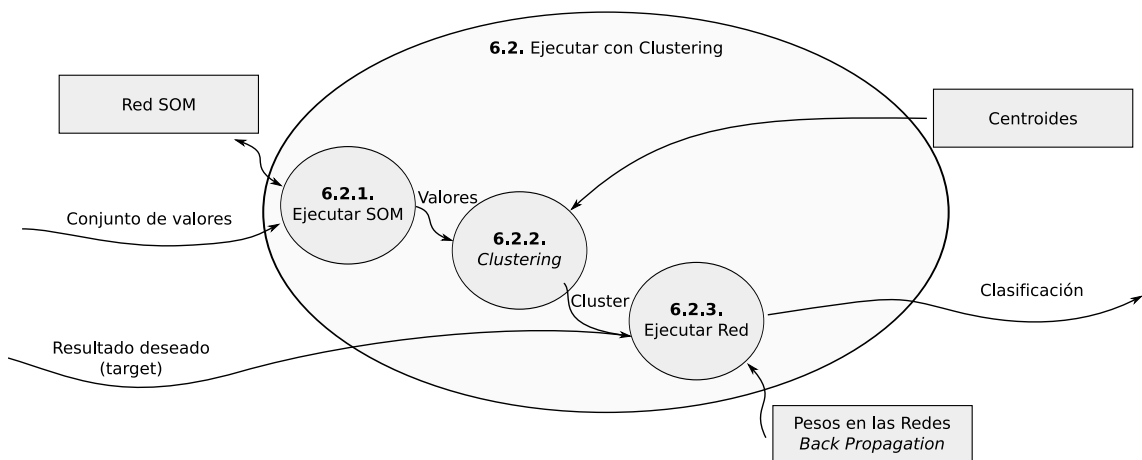 6.2. Ejecutar con Clustering
Red SOM
Centroides
6.2.1.
Ejecutar SOM
Valores
Conjunto de valores
6.2.2.
Clustering
Cluster
6.2.3.
Ejecutar Red
Clasificación
Resultado deseado
(target)
Pesos en las Redes
Back Propagation